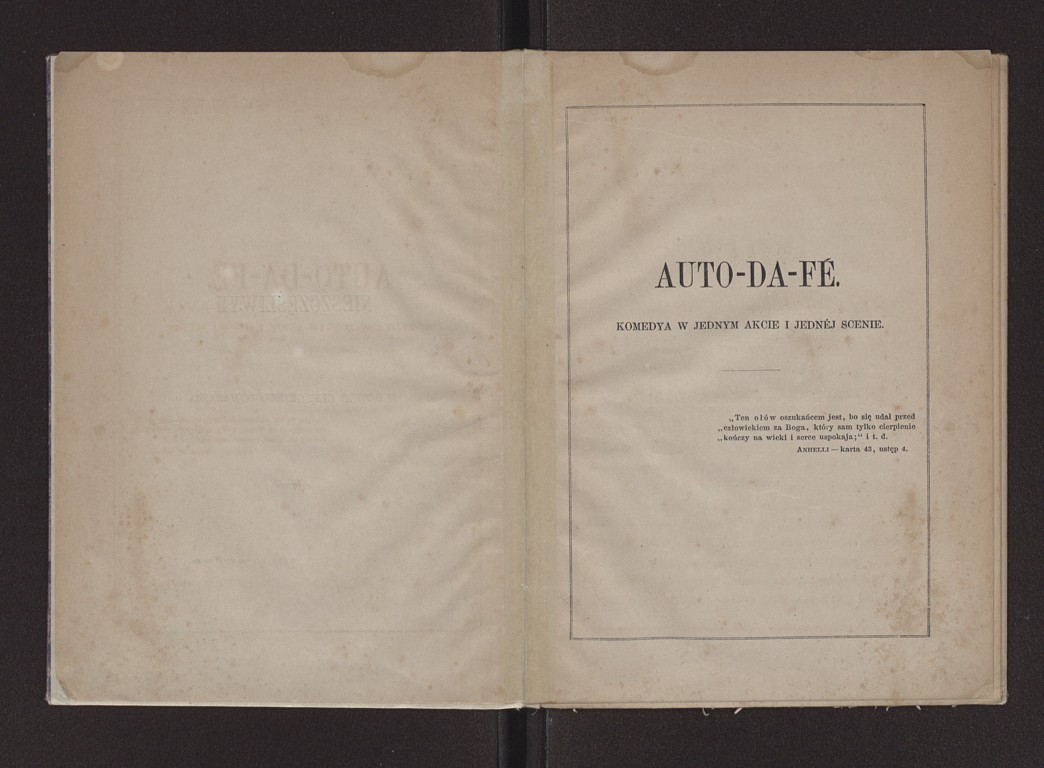 AUTO-DA-FÉ.
KOMEDYA W JEDNYM AKCIE I JEDNÉJ SCENIE.
„Ten ołów oszukańcem jest, bo się udał przed
„człowiekiem za Boga, który sam tylko cierpienie
„kończy na wieki i serce uspokaja;“ i t. d.
ANHELLI — karta 43, ustęp 4.